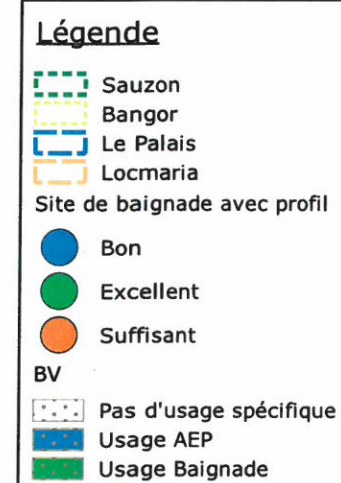 Légende
Sauzon
Bangor
Le Palais
Locmaria
Site de baignade avec profil
Bon
Excellent
Suffisant
BV
Pas d'usage spécifique
Usage AEP
Usage Baignade